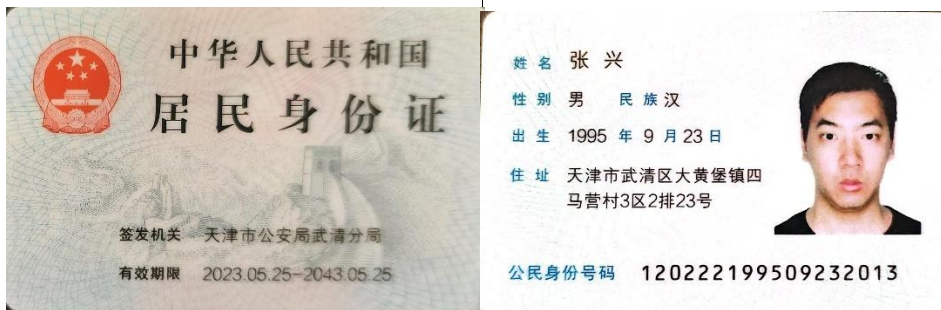 中华人民共和国
居民身份证
签发机关 天津市公安局武清分局
有效期限 2023.05.25-2043.05.25
姓名 张兴
性别 男 民族 汉
出生 1995 年 9 月 23 日
住址 天津市武清区大黄堡镇四
马营村3区2排23号
公民身份号码 120222199509232013